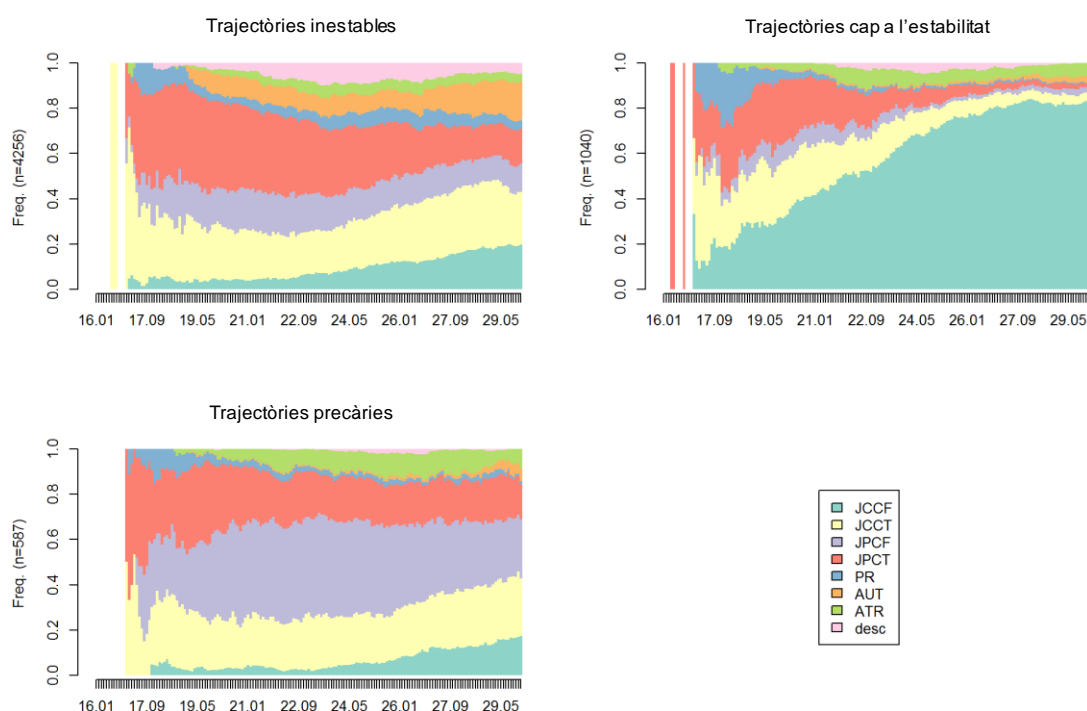 Trajectòries inestables
Freq. (n=4256)
0.0 0.2 0.4 0.6 0.8 1.0
16.01 17.09 19.05 21.01 22.09 24.05 26.01 27.09 29.05
Trajectòries cap a l'estabilitat
Freq. (n=1040)
0.0 0.2 0.4 0.6 0.8 1.0
16.01 17.09 19.05 21.01 22.09 24.05 26.01 27.09 29.05
Trajectòries precàries
Freq. (n=587)
0.0 0.2 0.4 0.6 0.8 1.0
16.01 17.09 19.05 21.01 22.09 24.05 26.01 27.09 29.05
JCCF
JCCT
JPCF
JPCT
PR
AUT
ATR
desc